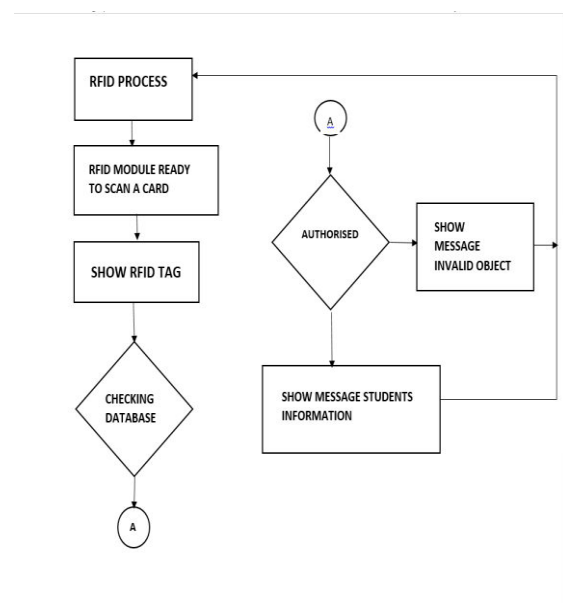 RFID PROCESS
RFID MODULE READY
TO SCAN A CARD
SHOW RFID TAG
CHECKING
DATABASE
A
A
AUTHORISED
SHOW
MESSAGE
INVALID OBJECT
SHOW MESSAGE STUDENTS
INFORMATION